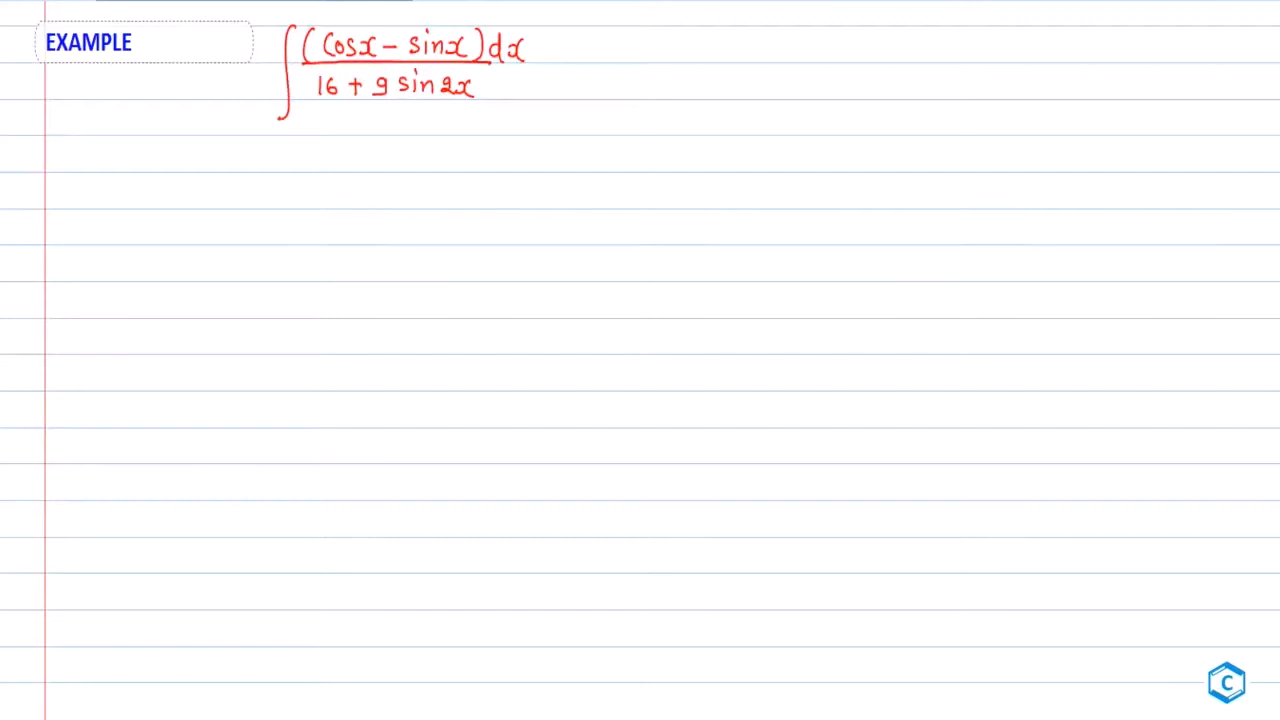 EXAMPLE
∫ (cosx - sinx)dx
16 + 9 sin2x
C